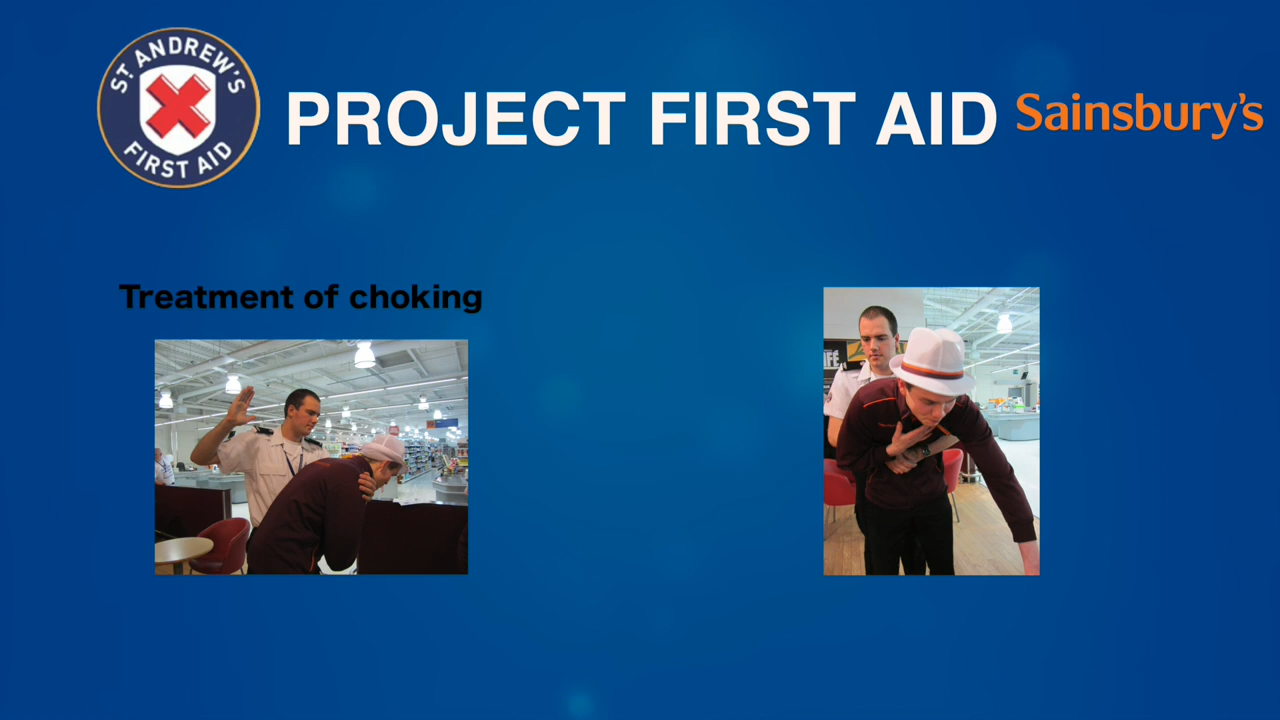 ST. ANDREW'S
FIRST AID
PROJECT FIRST AID
Sainsbury's
Treatment of choking